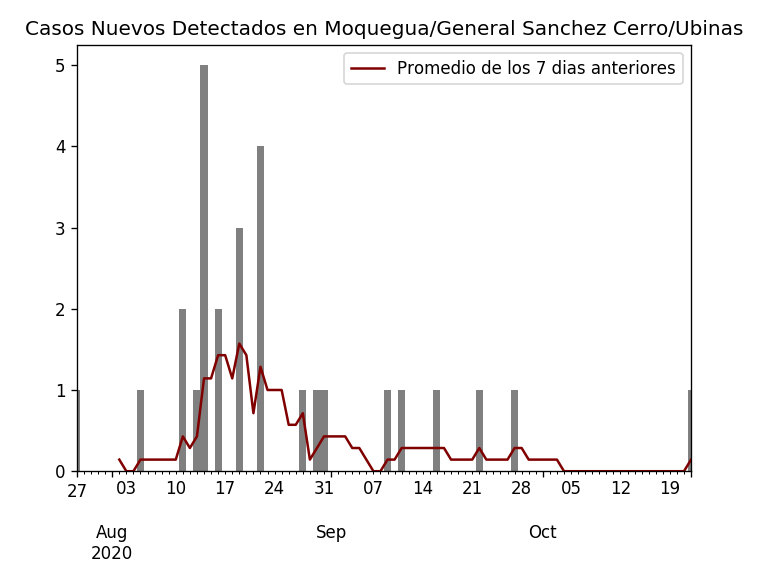 Casos Nuevos Detectados en Moquegua/General Sanchez Cerro/Ubinas
Promedio de los 7 dias anteriores
5
4
3
2
1
0
27 03 10 17 24 31 07 14 21 28 05 12 19
Aug Sep Oct
2020